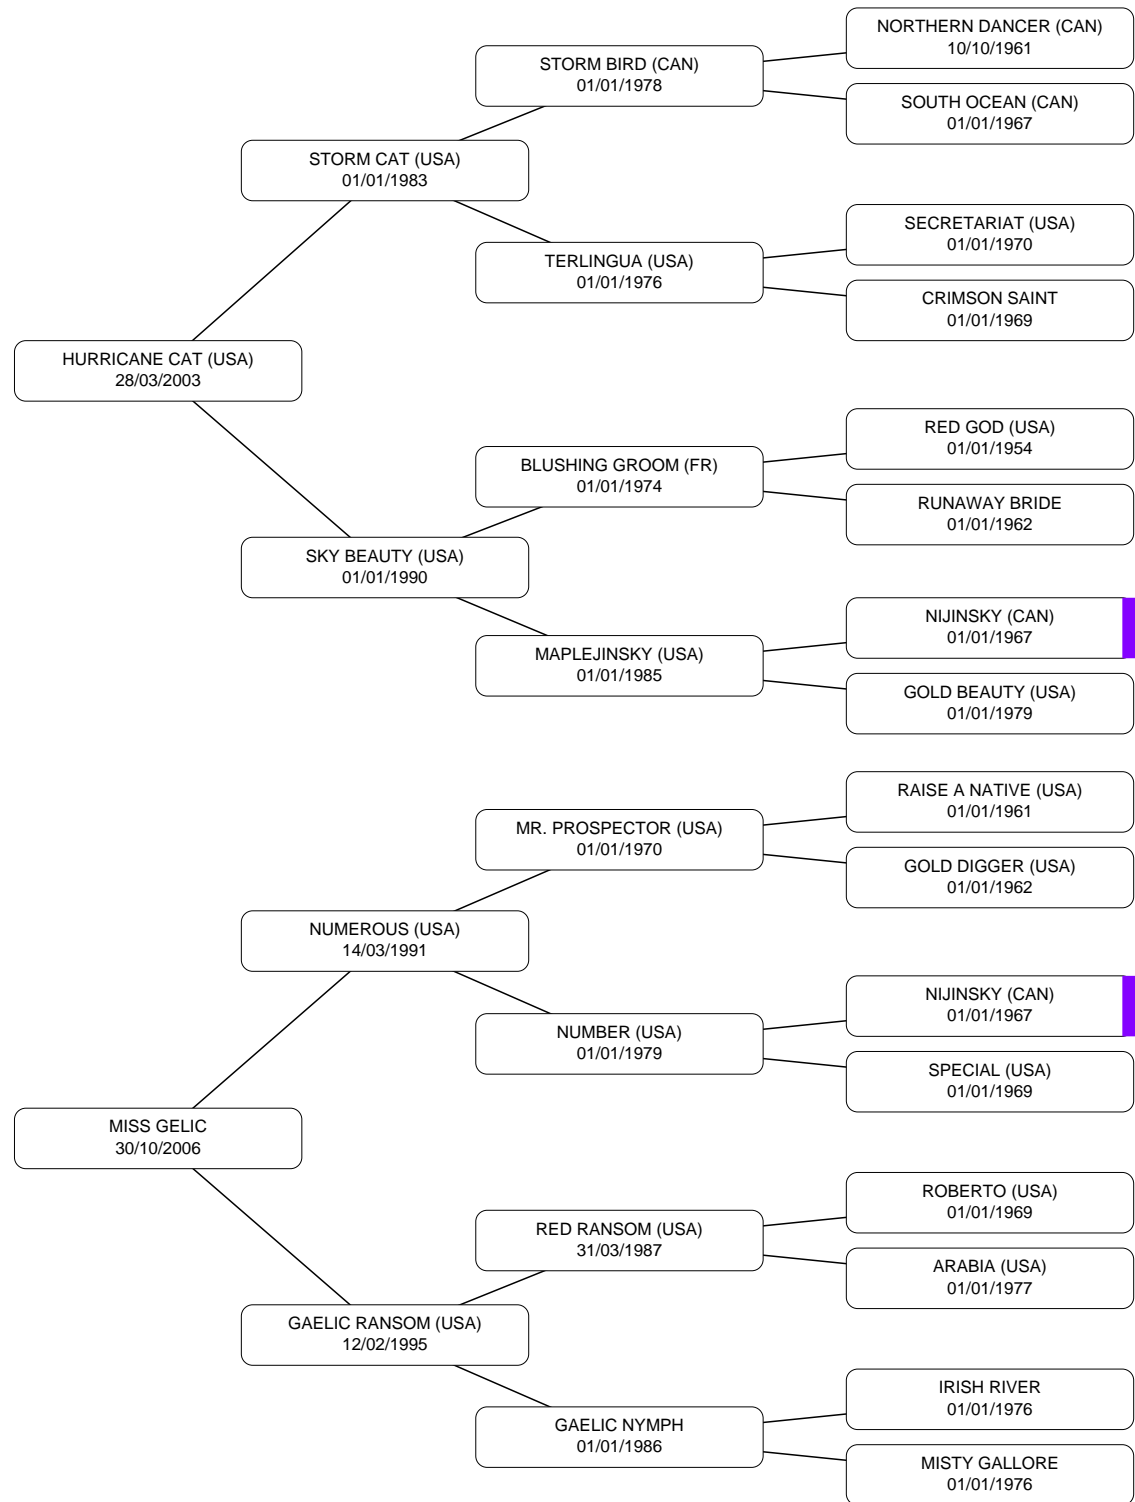 NORTHERN DANCER (CAN)
10/10/1961
STORM BIRD (CAN)
01/01/1978
SOUTH OCEAN (CAN)
01/01/1967
STORM CAT (USA)
01/01/1983
SECRETARIAT (USA)
01/01/1970
TERLINGUA (USA)
01/01/1976
CRIMSON SAINT
01/01/1969
HURRICANE CAT (USA)
28/03/2003
RED GOD (USA)
01/01/1954
BLUSHING GROOM (FR)
01/01/1974
RUNAWAY BRIDE
01/01/1962
SKY BEAUTY (USA)
01/01/1990
NIJINSKY (CAN)
01/01/1967
MAPLEJINSKY (USA)
01/01/1985
GOLD BEAUTY (USA)
01/01/1979
RAISE A NATIVE (USA)
01/01/1961
MR. PROSPECTOR (USA)
01/01/1970
GOLD DIGGER (USA)
01/01/1962
NUMEROUS (USA)
14/03/1991
NIJINSKY (CAN)
01/01/1967
NUMBER (USA)
01/01/1979
SPECIAL (USA)
01/01/1969
MISS GELIC
30/10/2006
ROBERTO (USA)
01/01/1969
RED RANSOM (USA)
31/03/1987
ARABIA (USA)
01/01/1977
GAELIC RANSOM (USA)
12/02/1995
IRISH RIVER
01/01/1976
GAELIC NYMPH
01/01/1986
MISTY GALLORE
01/01/1976